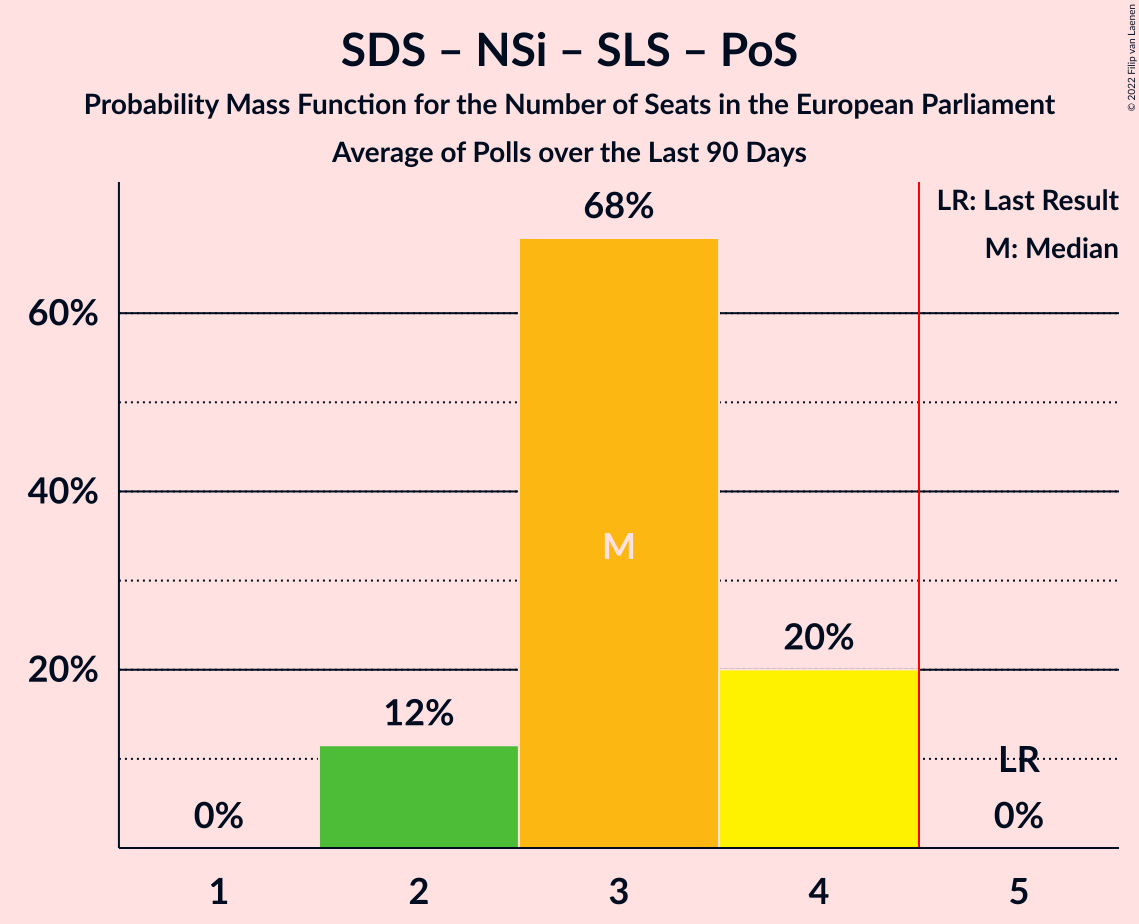 SDS – NSi – SLS – PoS
Probability Mass Function for the Number of Seats in the European Parliament
Average of Polls over the Last 90 Days
© 2022 Filip van Laenen
LR: Last Result
M: Median
68%
60%
M
40%
20%
20%
12%
LR
0%
0%
1 2 3 4 5